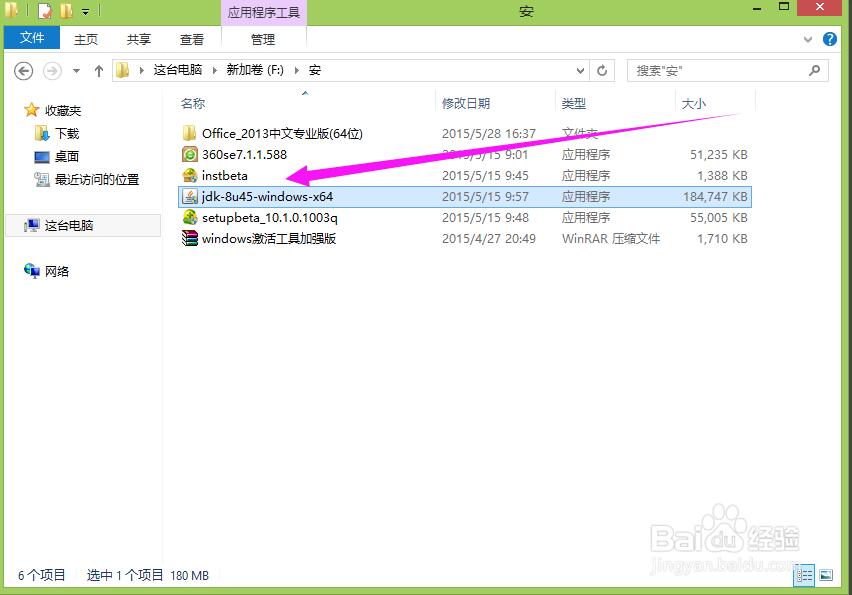 应用程序工具
安
文件 主页 共享 查看 管理
这台电脑 新加卷 (F:) 安 搜索"安"
收藏夹
下载
桌面
最近访问的位置
这台电脑
网络
名称 修改日期 类型 大小
Office_2013中文专业版(64位) 2015/5/28 16:37 文件夹
360se7.1.1.588 2015/5/15 9:01 应用程序 51,235 KB
instbeta 2015/5/15 9:45 应用程序 1,388 KB
jdk-8u45-windows-x64 2015/5/15 9:57 应用程序 184,747 KB
setupbeta_10.1.0.1003q 2015/5/15 9:48 应用程序 55,005 KB
windows激活工具加强版 2015/4/27 20:49 WinRAR 压缩文件 1,710 KB
Baidu经验
jingyan.baidu.com
6 个项目 选中 1 个项目 180 MB